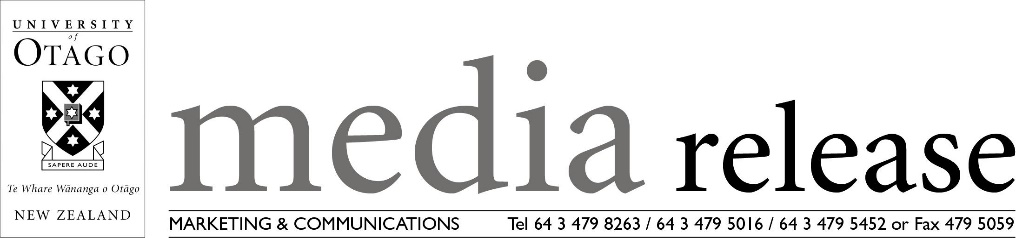 UNIVERSITY
of
OTAGO
SAPERE AUDE
Te Whare Wānanga o Otāgo
NEW ZEALAND
media release
MARKETING & COMMUNICATIONS Tel 64 3 479 8263 / 64 3 479 5016 / 64 3 479 5452 or Fax 479 5059